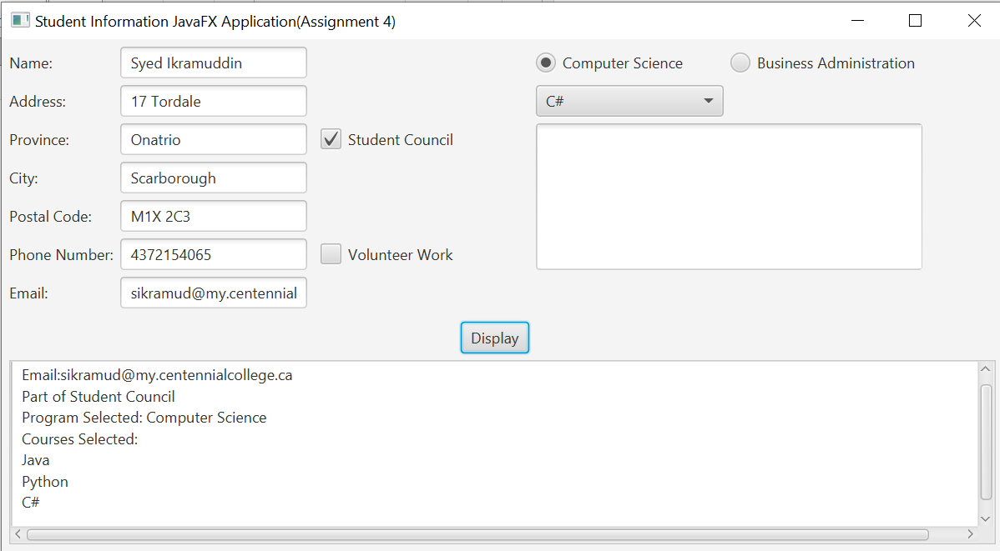 Student Information JavaFX Application(Assignment 4)
Name: Syed Ikramuddin Computer Science Business Administration
Address: 17 Tordale C#
Province: Onatrio Student Council
City: Scarborough
Postal Code: M1X 2C3
Phone Number: 4372154065 Volunteer Work
Email: sikramud@my.centennial
Display
Email:sikramud@my.centennialcollege.ca
Part of Student Council
Program Selected: Computer Science
Courses Selected:
Java
Python
C#